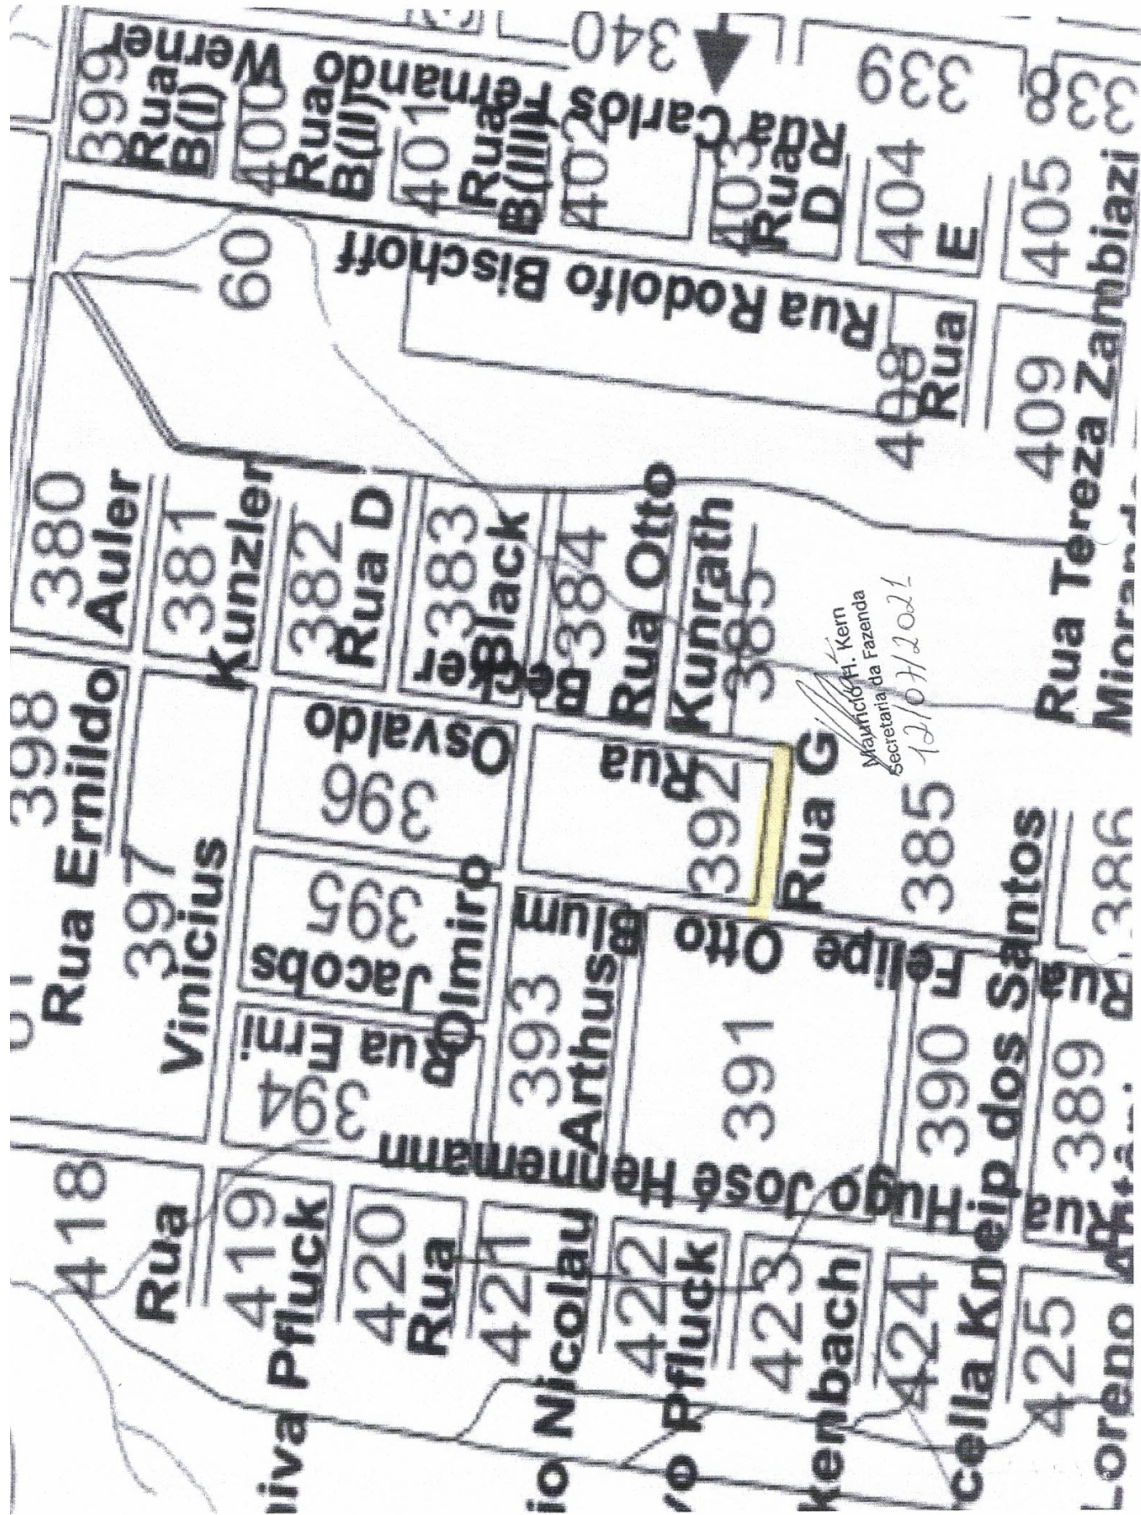 340
339
338
399
Rua
B(I)
400
Rua
B(II)
401
Rua
B(III)
402
403
Rua
D
404
E
405
Rua Carlos Fernando Werner
60
Rua Rodolfo Bischoff
408
Rua
409
Rua Tereza Zambiazi
380
Auler
381
Kunzler
382
Rua D
383
Black
384
Rua Otto
Kunrath
385
398
Rua Ernildo
397
Vinicius
396
Rua
Osvaldo
Becker
395
Olmiro
392
Rua G
385
386
Mauricio H. Kern
Secretaria da Fazenda
12/07/2021
Rua Erni
Jacobs
394
393
Arthus
Blum
Rua
Felipe
Otto
391
390
389
Rua
Hugo José Hennemann
418
Rua
419
Pfluck
420
Rua
421
Nicolau
422
Pfluck
423
kenbach
424
cella Kneip dos Santos
425
Loreno